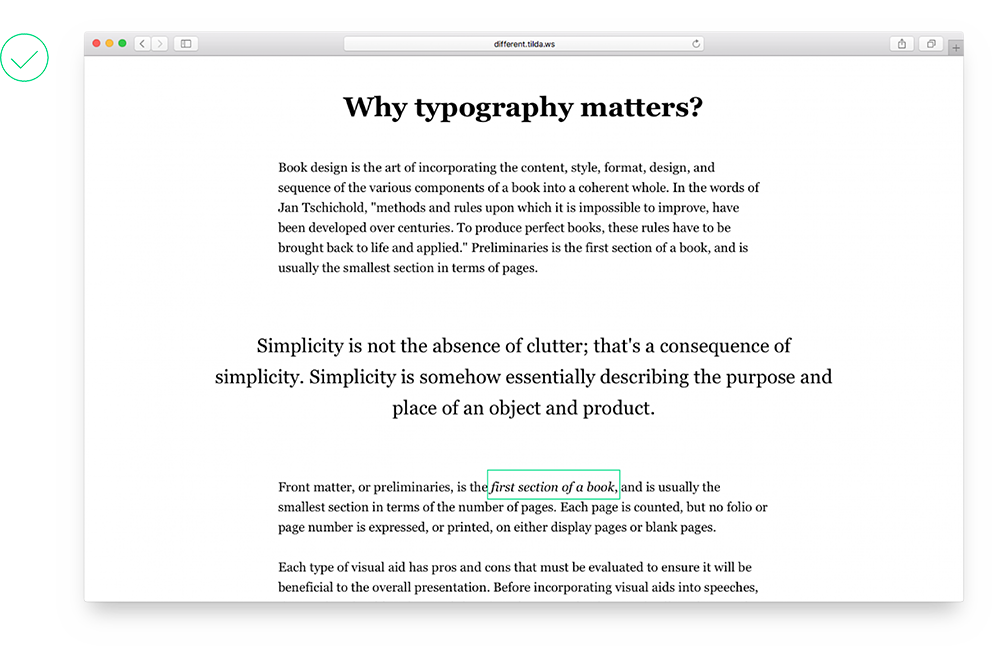 different.tilda.ws
Why typography matters?
Book design is the art of incorporating the content, style, format, design, and
sequence of the various components of a book into a coherent whole. In the words of
Jan Tschichold, "methods and rules upon which it is impossible to improve, have
been developed over centuries. To produce perfect books, these rules have to be
brought back to life and applied." Preliminaries is the first section of a book, and is
usually the smallest section in terms of pages.
Simplicity is not the absence of clutter; that's a consequence of
simplicity. Simplicity is somehow essentially describing the purpose and
place of an object and product.
Front matter, or preliminaries, is the first section of a book, and is usually the
smallest section in terms of the number of pages. Each page is counted, but no folio or
page number is expressed, or printed, on either display pages or blank pages.
Each type of visual aid has pros and cons that must be evaluated to ensure it will be
beneficial to the overall presentation. Before incorporating visual aids into speeches,